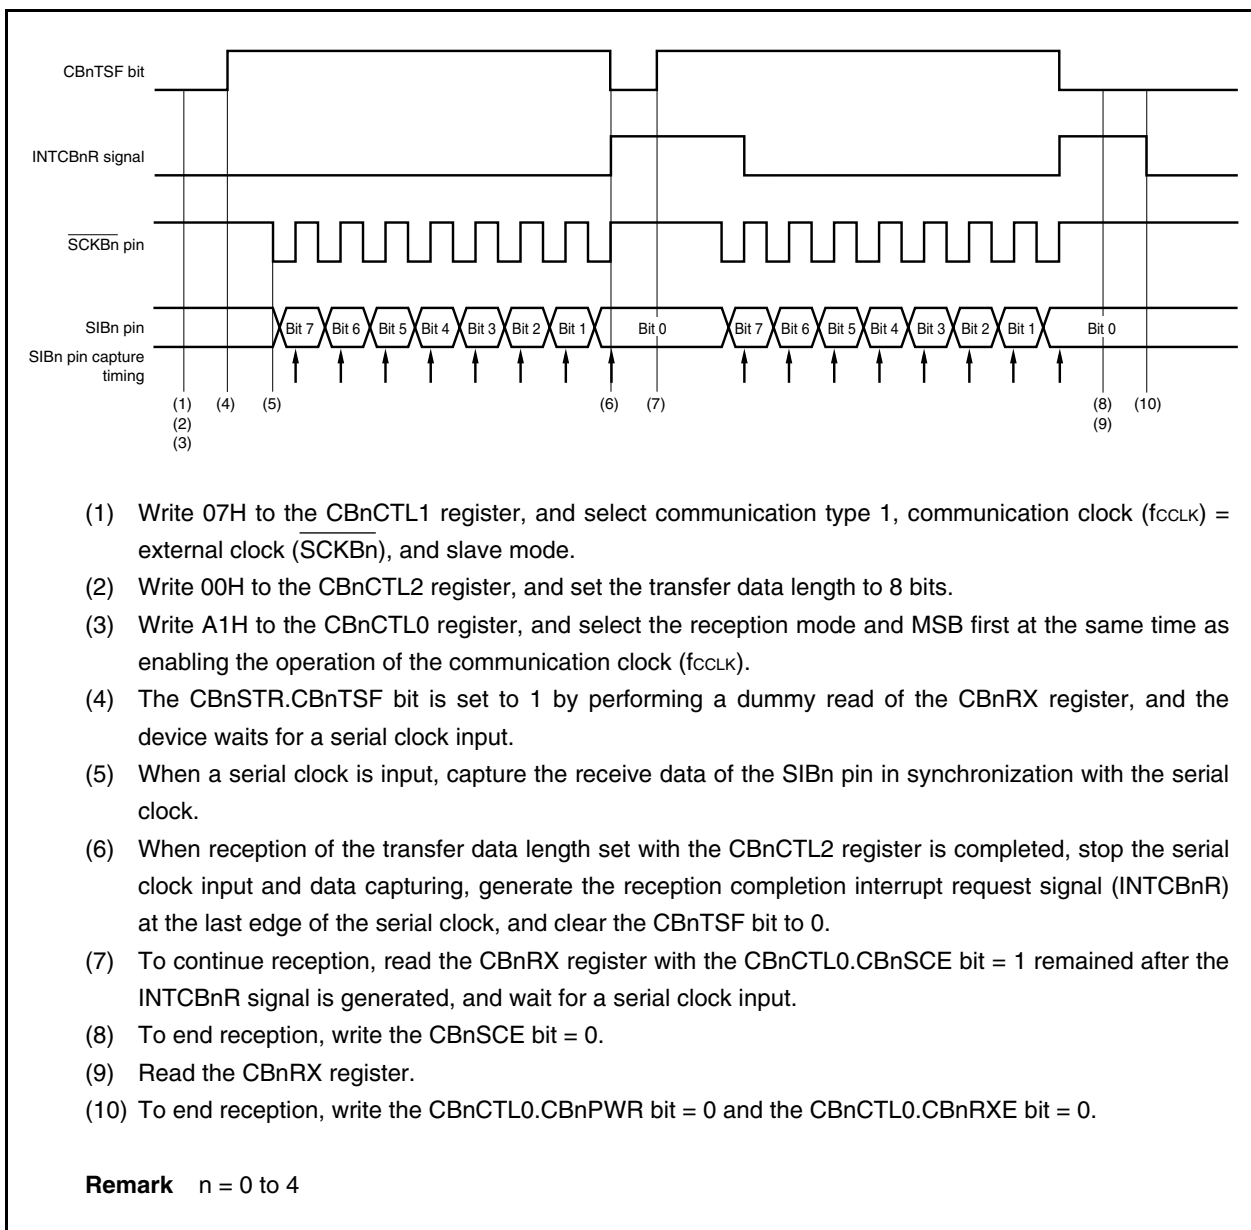 CBnTSF bit
INTCBnR signal
SCKBn pin
SIBn pin
Bit 7 Bit 6 Bit 5 Bit 4 Bit 3 Bit 2 Bit 1 Bit 0 Bit 7 Bit 6 Bit 5 Bit 4 Bit 3 Bit 2 Bit 1 Bit 0
SIBn pin capture
timing
(1) (4) (5) (6) (7) (8) (10)
(2) (9)
(3)
(1) Write 07H to the CBnCTL1 register, and select communication type 1, communication clock (fCCLK) =
external clock (SCKBn), and slave mode.
(2) Write 00H to the CBnCTL2 register, and set the transfer data length to 8 bits.
(3) Write A1H to the CBnCTL0 register, and select the reception mode and MSB first at the same time as
enabling the operation of the communication clock (fCCLK).
(4) The CBnSTR.CBnTSF bit is set to 1 by performing a dummy read of the CBnRX register, and the
device waits for a serial clock input.
(5) When a serial clock is input, capture the receive data of the SIBn pin in synchronization with the serial
clock.
(6) When reception of the transfer data length set with the CBnCTL2 register is completed, stop the serial
clock input and data capturing, generate the reception completion interrupt request signal (INTCBnR)
at the last edge of the serial clock, and clear the CBnTSF bit to 0.
(7) To continue reception, read the CBnRX register with the CBnCTL0.CBnSCE bit = 1 remained after the
INTCBnR signal is generated, and wait for a serial clock input.
(8) To end reception, write the CBnSCE bit = 0.
(9) Read the CBnRX register.
(10) To end reception, write the CBnCTL0.CBnPWR bit = 0 and the CBnCTL0.CBnRXE bit = 0.
Remark n = 0 to 4